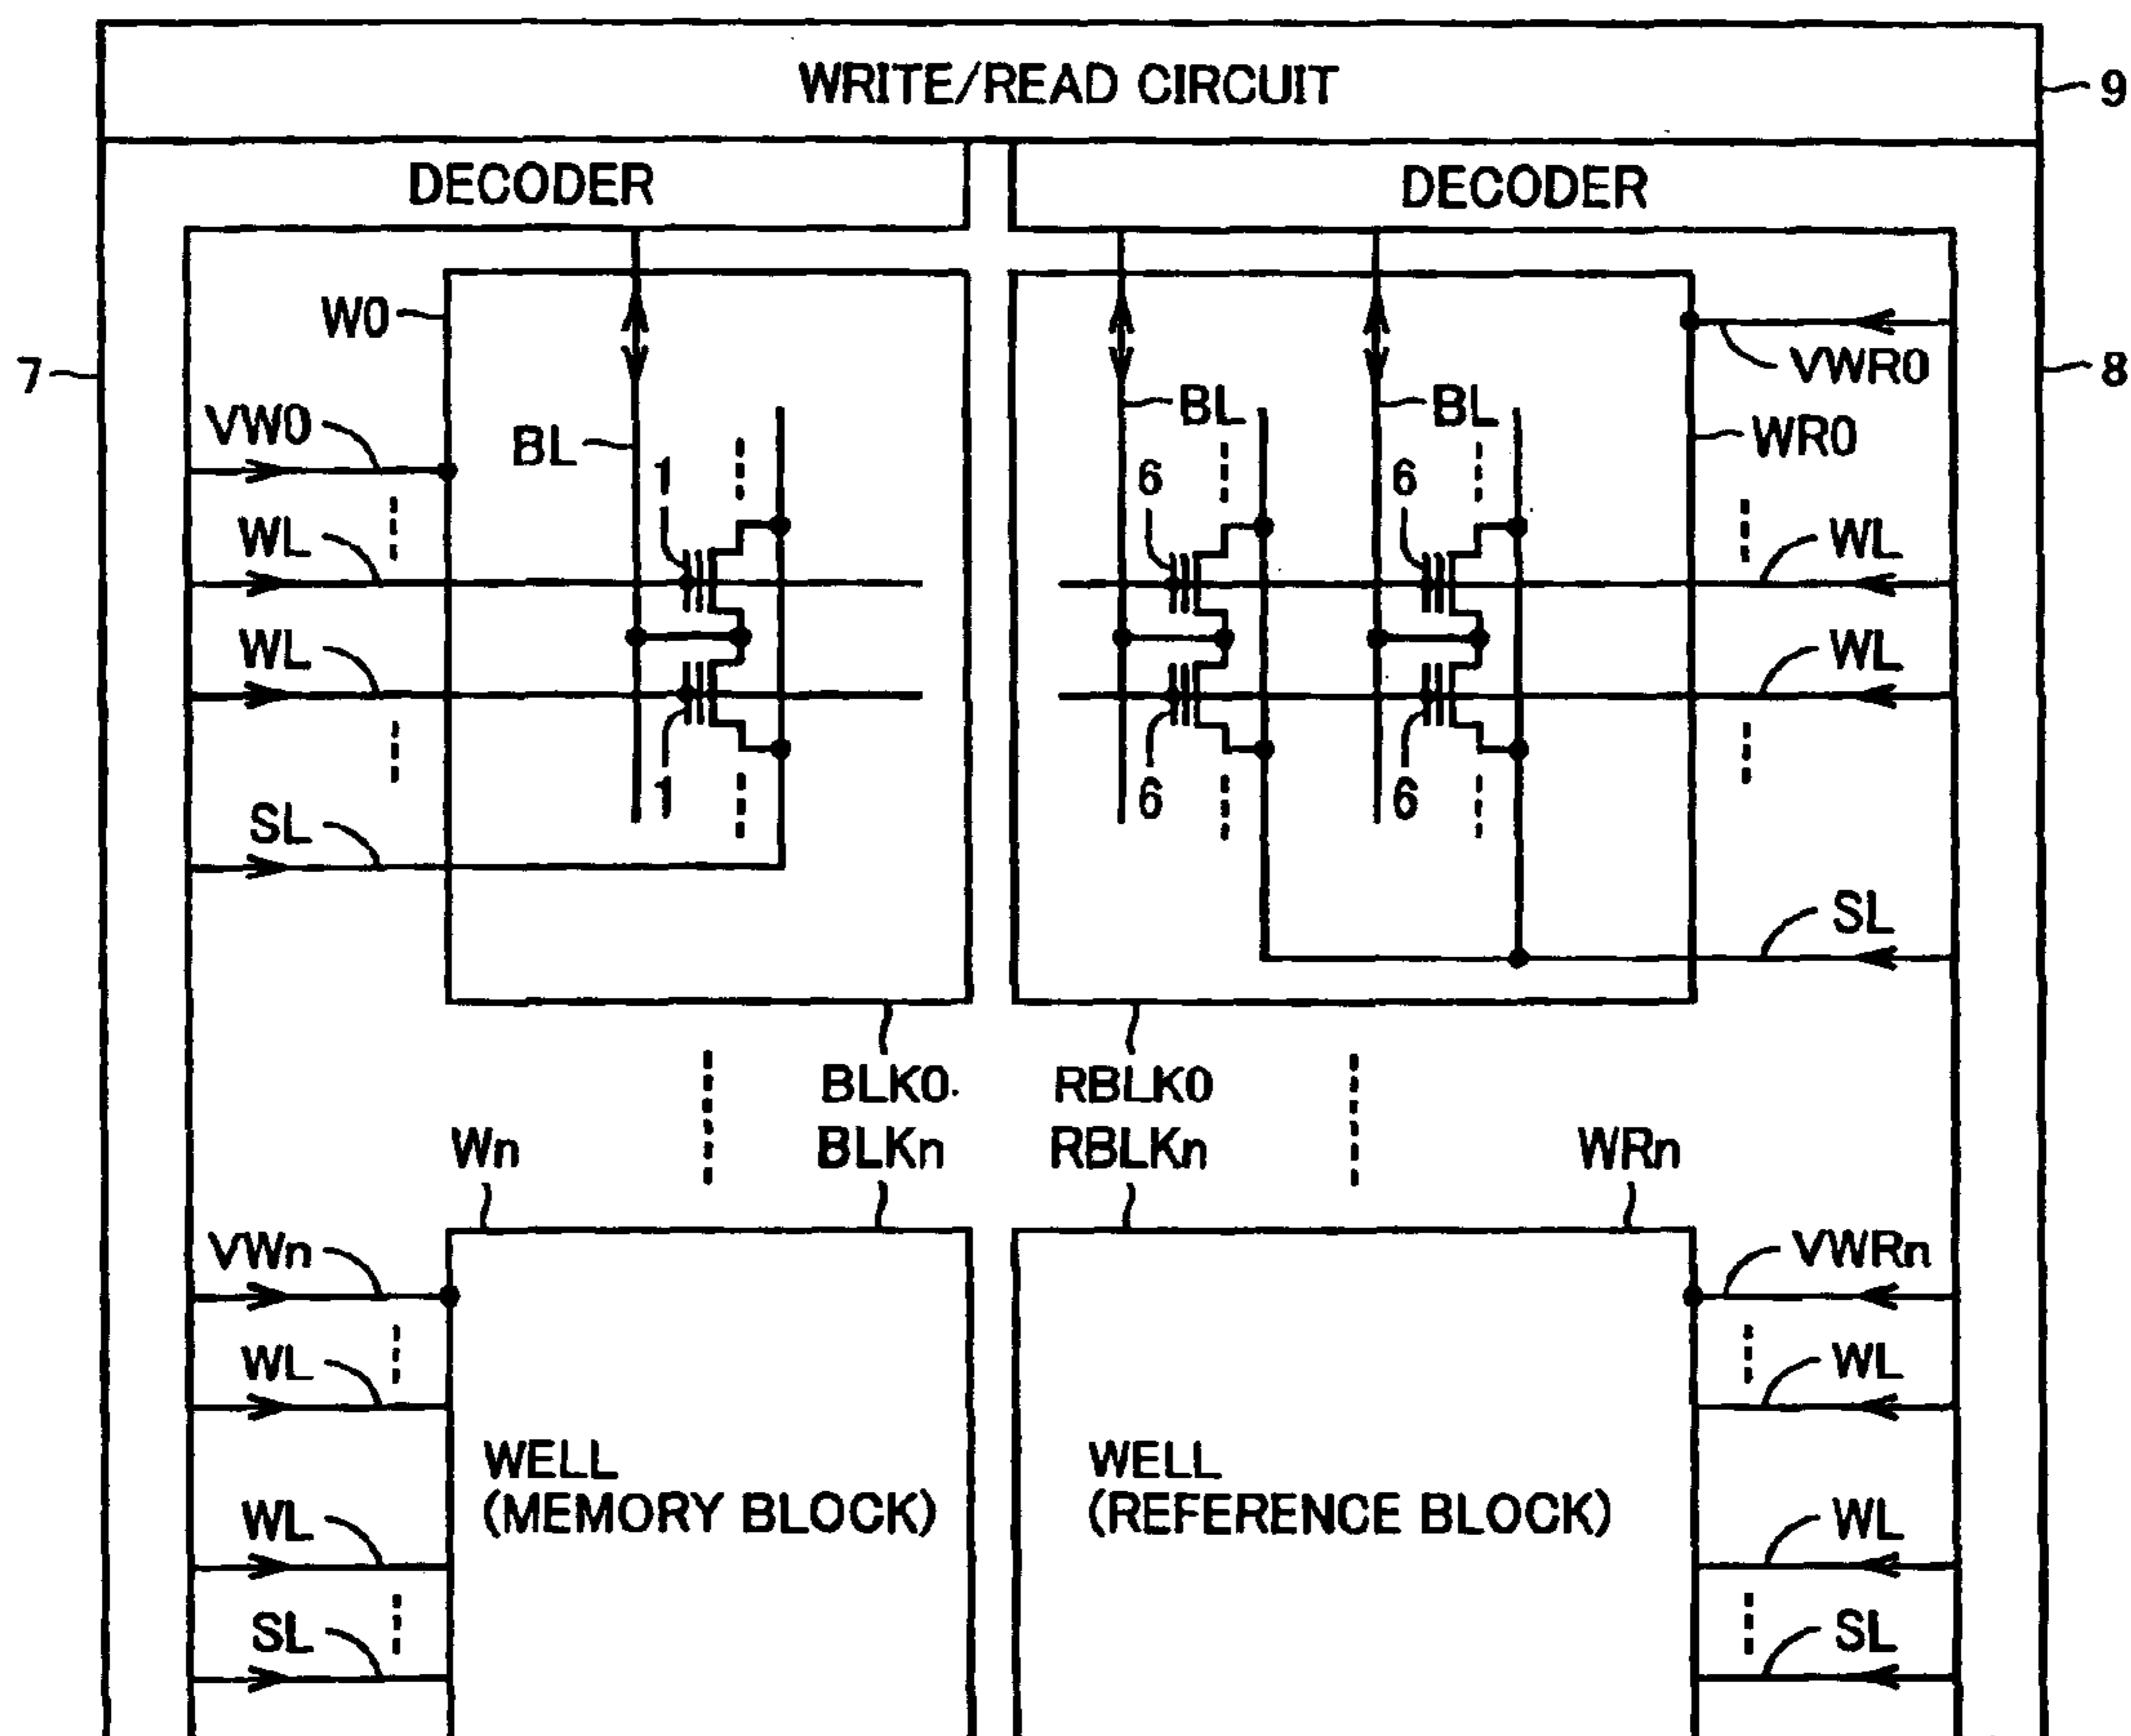 WRITE/READ CIRCUIT
9
DECODER
DECODER
W0
7
VWR0
8
VW0
BL
BL
BL
WR0
1
6
6
WL
WL
WL
WL
1
6
6
SL
SL
BLK0
RBLK0
Wn
BLKn
RBLKn
WRn
VWn
VWRn
WL
WL
WELL
(MEMORY BLOCK)
WELL
(REFERENCE BLOCK)
WL
WL
SL
SL